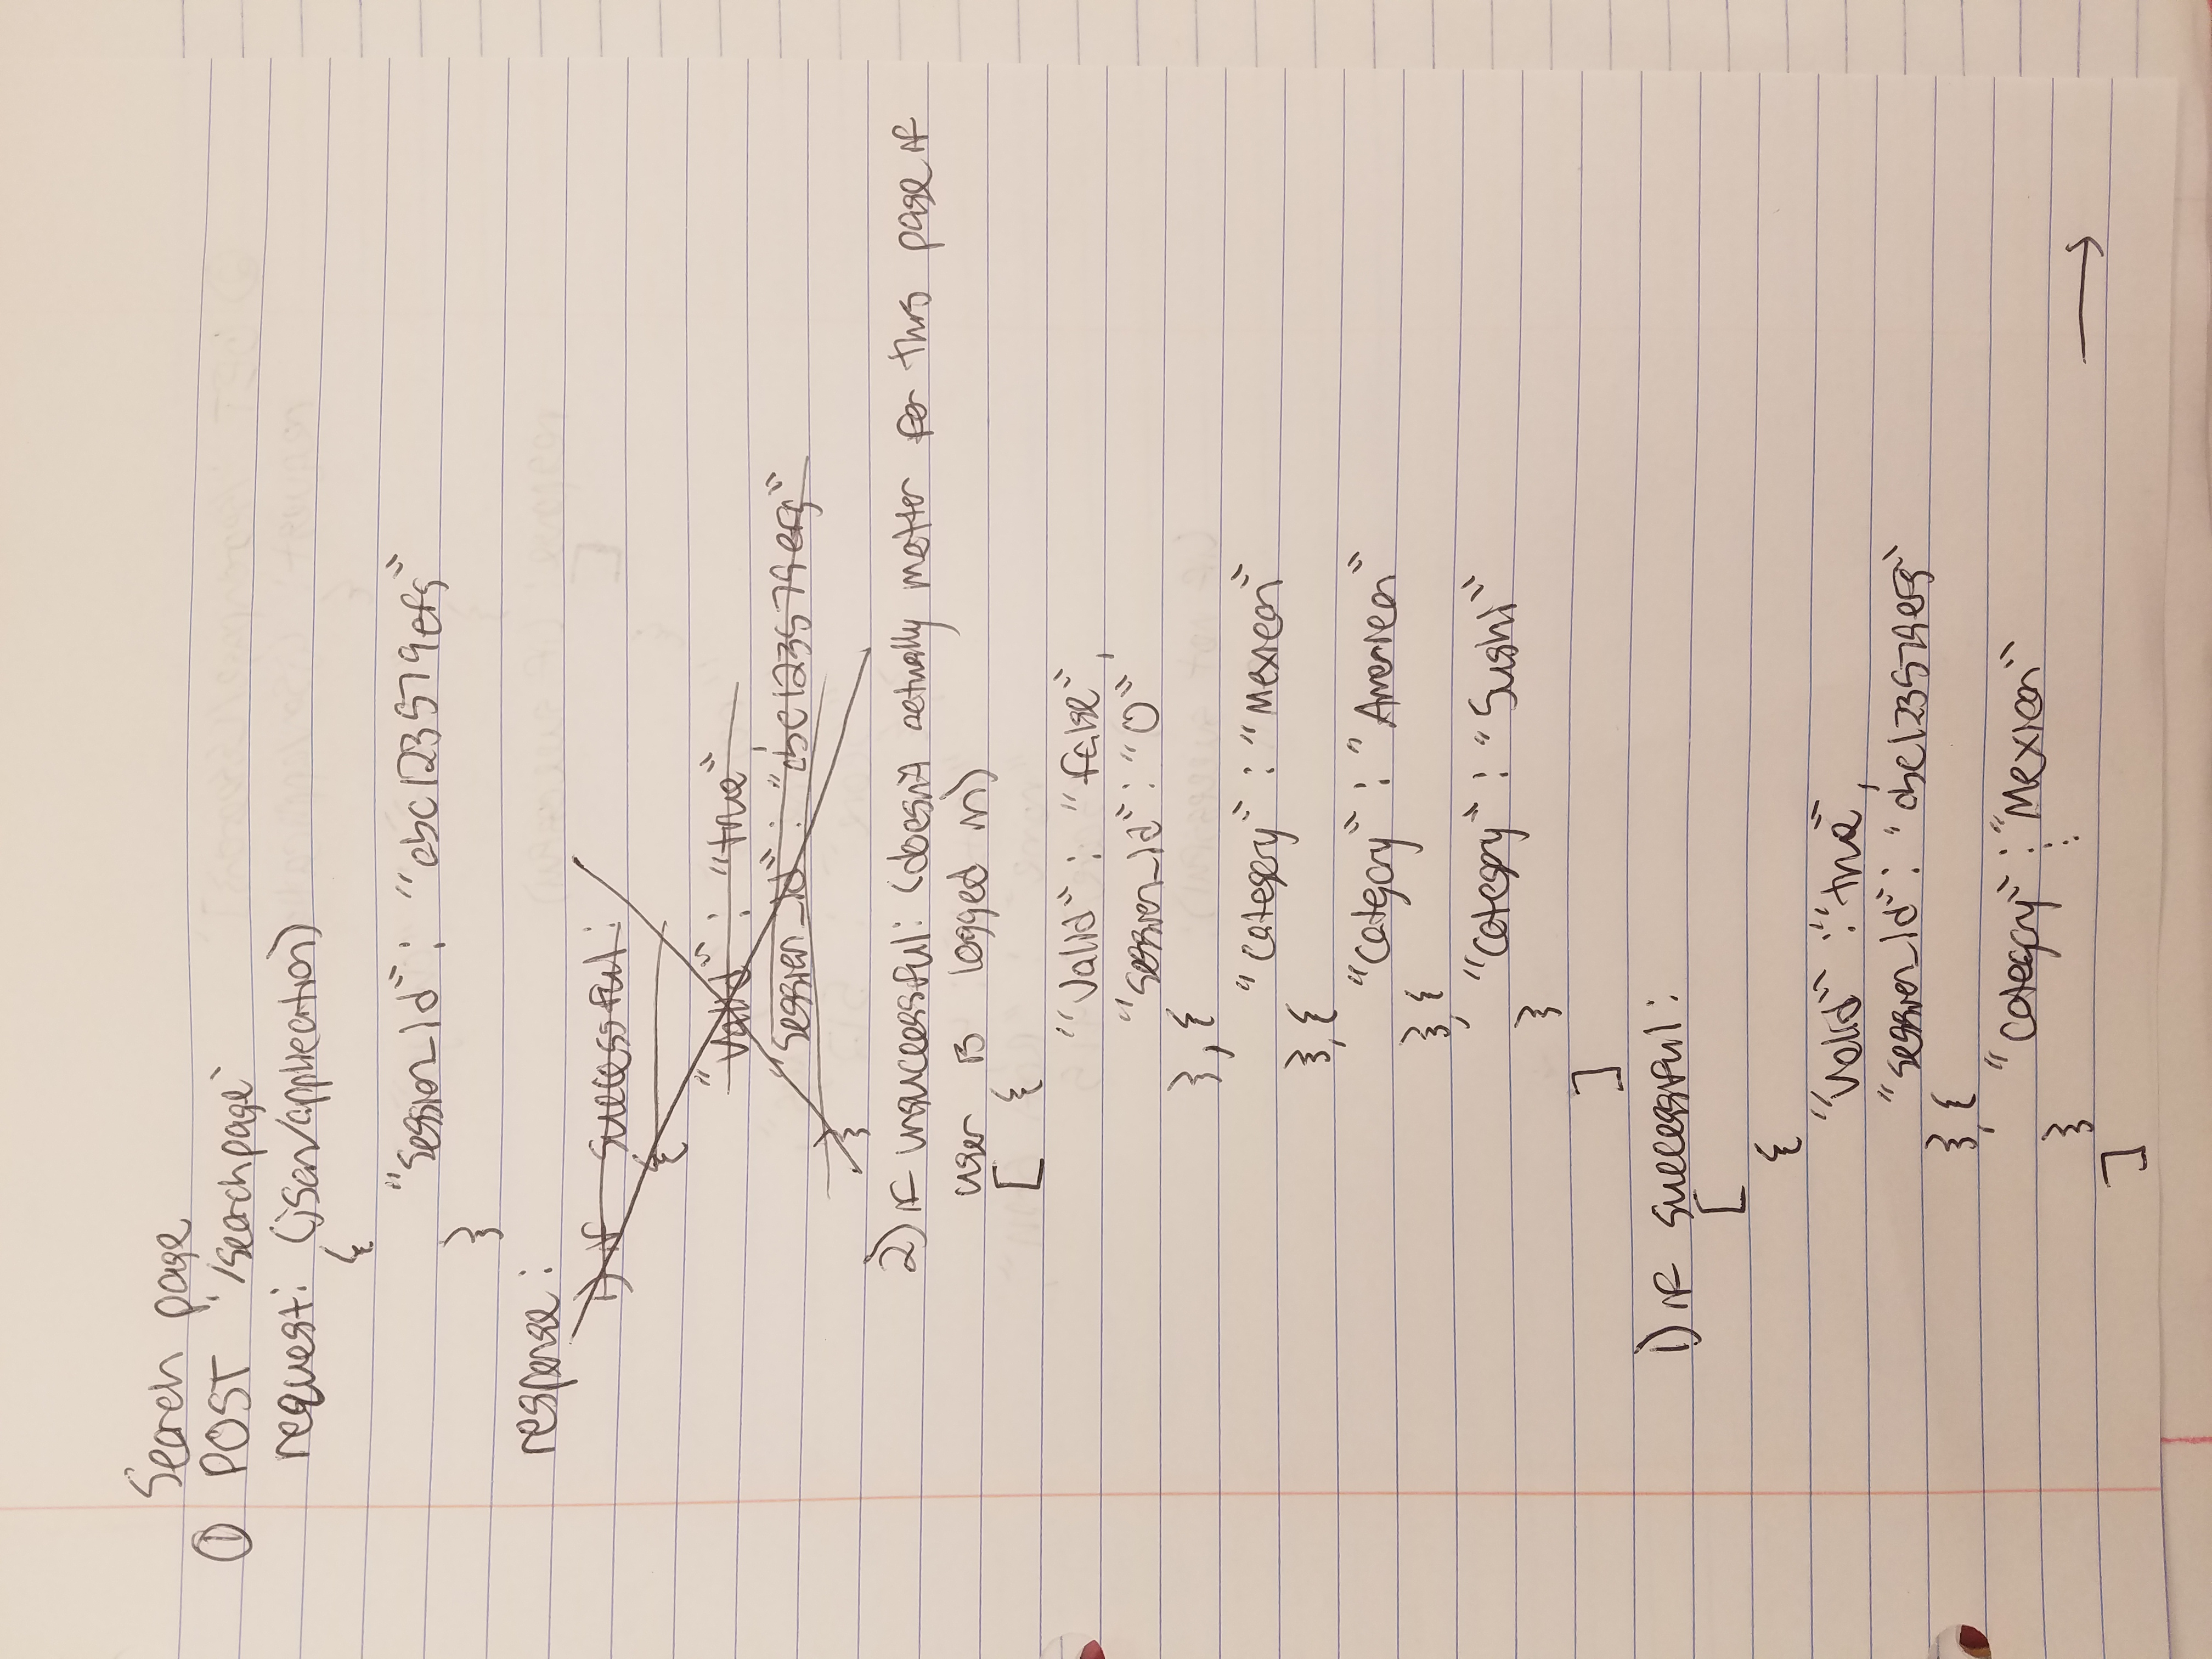 Search page
① POST '/searchpage'
request: (json/application)
{
"Session_id": "abc123579efg"
}
response:
1) if successful:
{
"Valid": "true",
"Session_id": "abc123579efg"
}
2) if unsuccessful: (doesn't actually matter for this page if
user is logged in)
[ {
"Valid": "false",
"Session_id": "0"
}, {
"Category": "Mexican"
}, {
"Category": "American"
}, {
"Category": "Sushi"
}
]
1) if successful:
[
{
"Valid": "true",
"Session_id": "abc123579efg"
}, {
"Category": "Mexican"
⋮
}
]
→